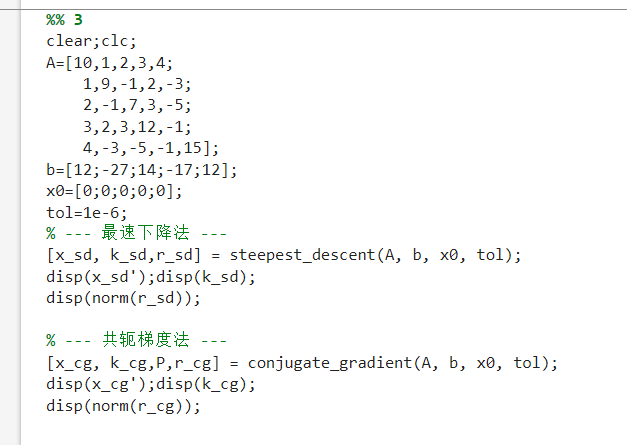 %% 3
clear;clc;
A=[10,1,2,3,4;
1,9,-1,2,-3;
2,-1,7,3,-5;
3,2,3,12,-1;
4,-3,-5,-1,15];
b=[12;-27;14;-17;12];
x0=[0;0;0;0;0];
tol=1e-6;
% --- 最速下降法 ---
[x_sd, k_sd,r_sd] = steepest_descent(A, b, x0, tol);
disp(x_sd');disp(k_sd);
disp(norm(r_sd));
% --- 共轭梯度法 ---
[x_cg, k_cg,P,r_cg] = conjugate_gradient(A, b, x0, tol);
disp(x_cg');disp(k_cg);
disp(norm(r_cg));